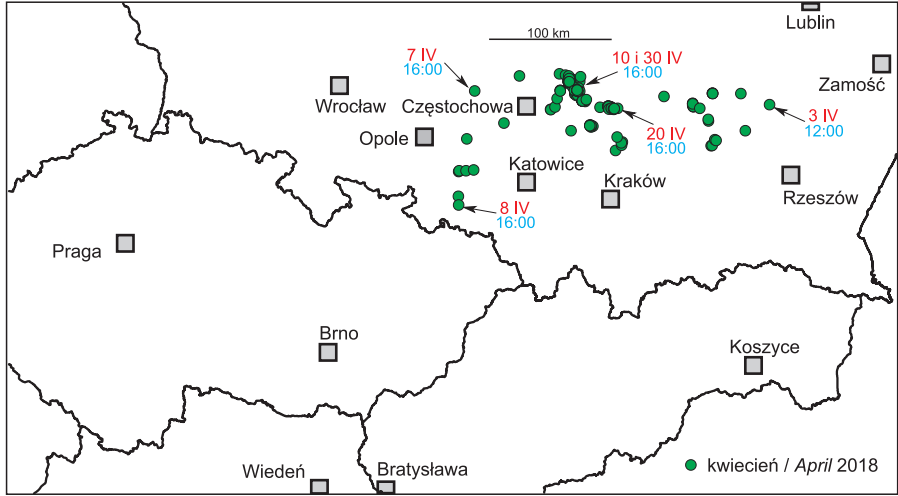 Lublin
100 km
7 IV
16:00
10 i 30 IV
16:00
Zamość
Wrocław
Częstochowa
3 IV
12:00
Opole
20 IV
16:00
Katowice
Kraków
Rzeszów
8 IV
16:00
Praga
Brno
Koszyce
Wiedeń
Bratysława
kwiecień / April 2018